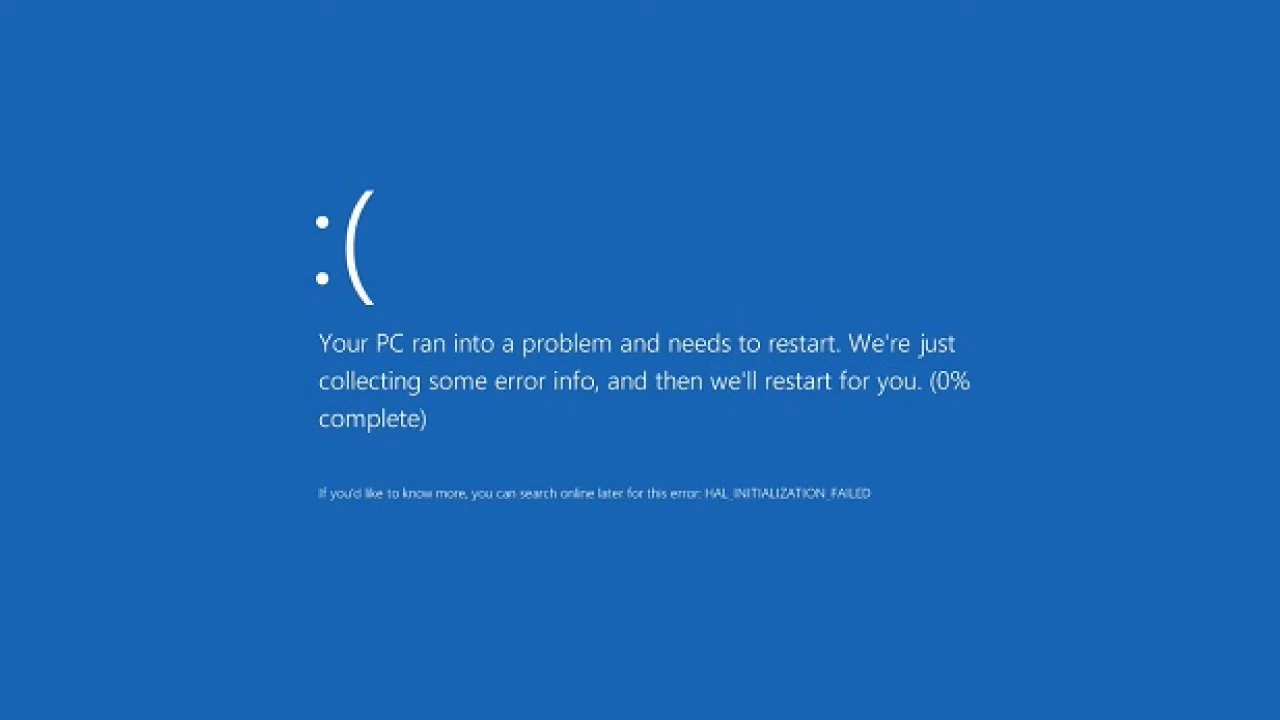 :(
Your PC ran into a problem and needs to restart. We're just
collecting some error info, and then we'll restart for you. (0%
complete)
If you'd like to know more, you can search online later for this error: HAL_INITIALIZATION_FAILED